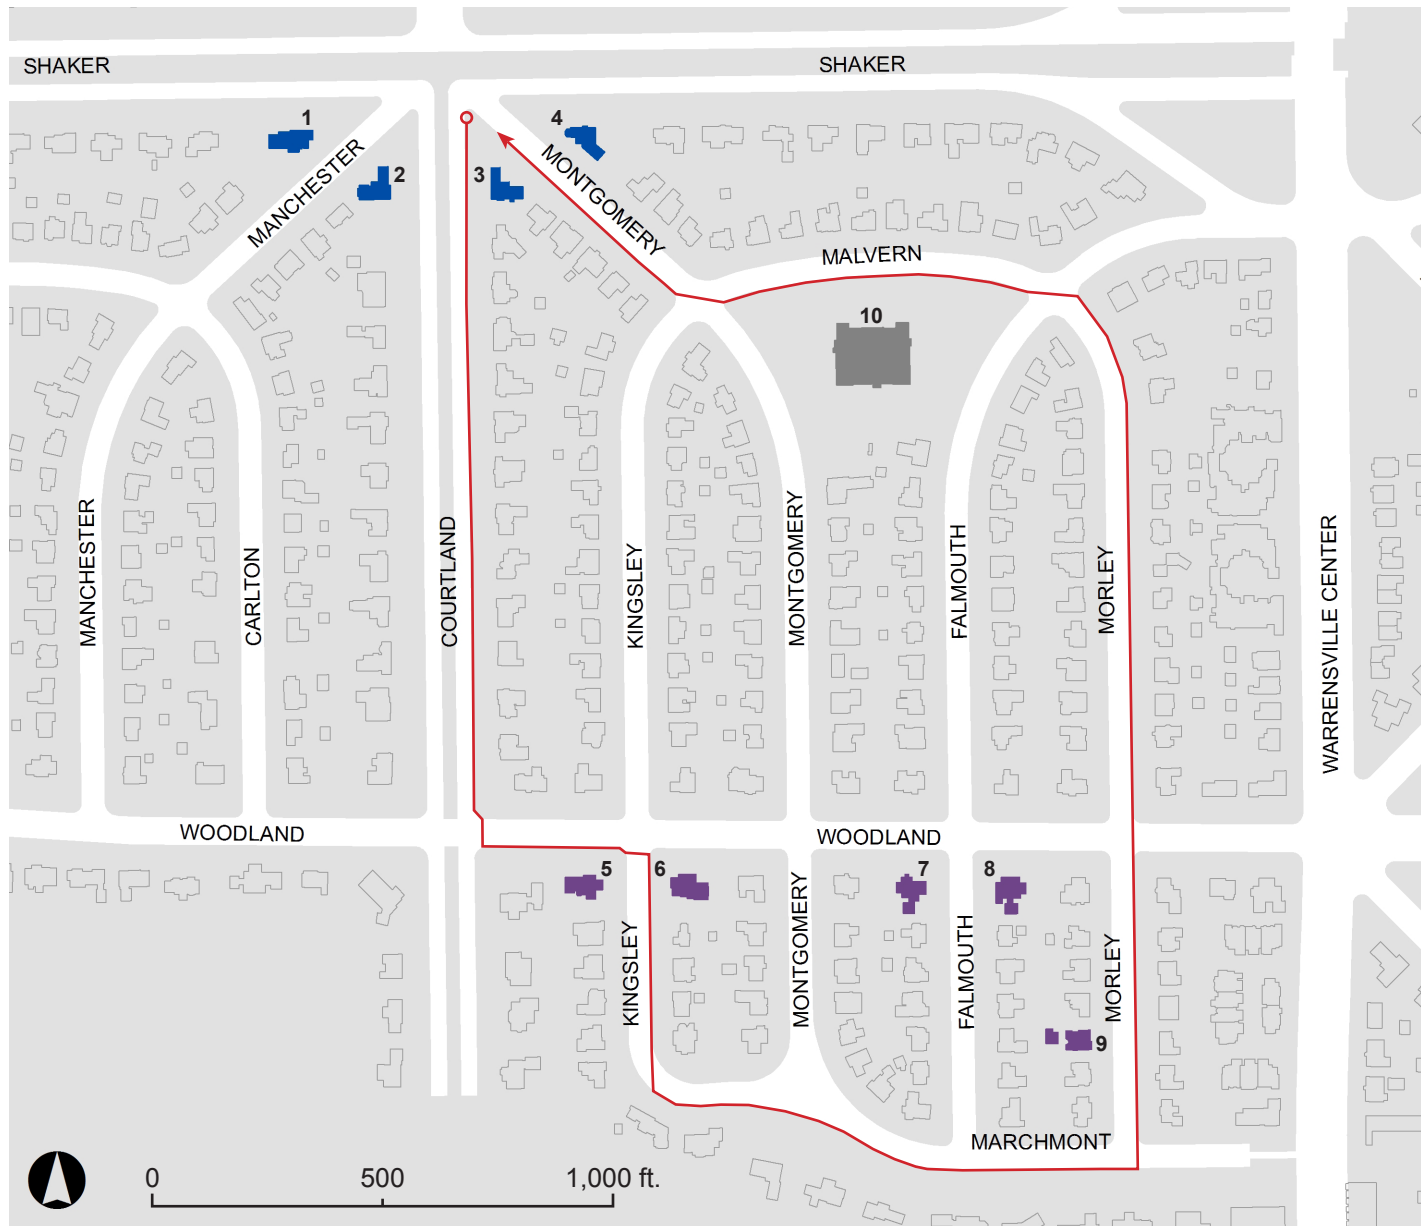 SHAKER
SHAKER
1
4
MANCHESTER
2
3
MONTGOMERY
MALVERN
10
MANCHESTER
CARLTON
COURTLAND
KINGSLEY
MONTGOMERY
FALMOUTH
MORLEY
WARRENSVILLE CENTER
WOODLAND
WOODLAND
5
6
7
8
KINGSLEY
MONTGOMERY
FALMOUTH
MORLEY
9
MARCHMONT
0 500 1,000 ft.